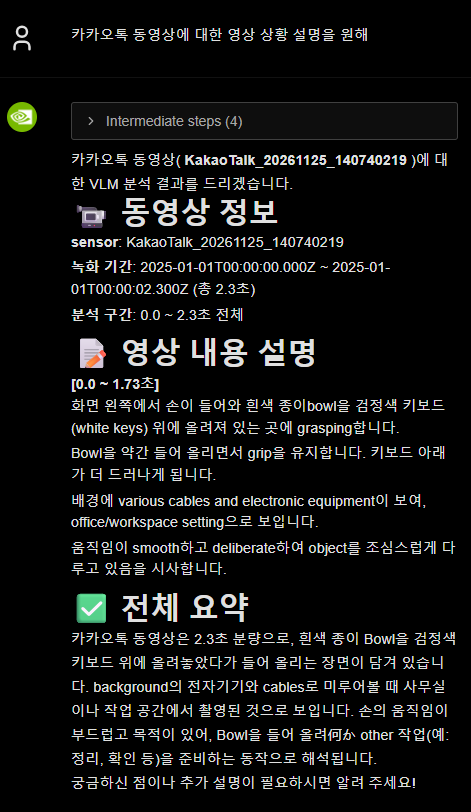 카카오톡 동영상에 대한 영상 상황 설명을 원해
Intermediate steps (4)
카카오톡 동영상( KakaoTalk_20261125_140740219 )에 대
한 VLM 분석 결과를 드리겠습니다.
동영상 정보
sensor: KakaoTalk_20261125_140740219
녹화 기간: 2025-01-01T00:00:00.000Z ~ 2025-01-
01T00:00:02.300Z (총 2.3초)
분석 구간: 0.0 ~ 2.3초 전체
영상 내용 설명
[0.0 ~ 1.73초]
화면 왼쪽에서 손이 들어와 흰색 종이bowl을 검정색 키보드
(white keys) 위에 올려져 있는 곳에 grasping합니다.
Bowl을 약간 들어 올리면서 grip을 유지합니다. 키보드 아래
가 더 드러나게 됩니다.
배경에 various cables and electronic equipment이 보여,
office/workspace setting으로 보입니다.
움직임이 smooth하고 deliberate하여 object를 조심스럽게 다
루고 있음을 시사합니다.
전체 요약
카카오톡 동영상은 2.3초 분량으로, 흰색 종이 Bowl을 검정색
키보드 위에 올려놓았다가 들어 올리는 장면이 담겨 있습니
다. background의 전자기기와 cables로 미루어볼 때 사무실
이나 작업 공간에서 촬영된 것으로 보입니다. 손의 움직임이
부드럽고 목적이 있어, Bowl을 들어 올려何か other 작업(예:
정리, 확인 등)을 준비하는 동작으로 해석됩니다.
궁금하신 점이나 추가 설명이 필요하시면 알려 주세요!